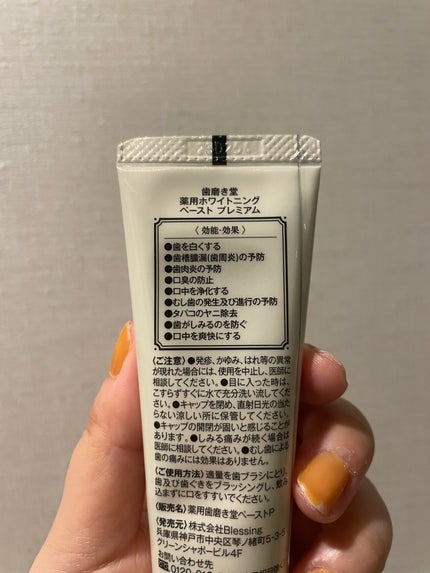 歯磨き堂
薬用ホワイトニング
ペースト プレミアム
〈 効能・効果 〉
●歯を白くする
●歯槽膿漏(歯周炎)の予防
●歯肉炎の予防
●口臭の防止
●口中を浄化する
●むし歯の発生及び進行の予防
●タバコのヤニ除去
●歯がしみるのを防ぐ
●口中を爽快にする
〈ご注意〉●発疹、かゆみ、はれ等の異常
が現れた場合には、使用を中止し、医師に
相談してください。●目に入った時は、
こすらずすぐに水で充分洗い流してく
ださい。●キャップを閉め、直射日光の当た
らない涼しい所に保管してください。
●キャップの開閉が固いと感じることが
あります。●しみる痛みが続く場合は
医師に相談してください。●むし歯による
歯の痛みには効果はありません。
〈ご使用方法〉適量を歯ブラシにとり、
歯及び歯ぐきをブラッシングし、飲み
込まずに口をすすいでください。
〈販売名〉薬用歯磨き堂ペーストP
〈発売元〉株式会社Blessing
兵庫県神戸市中央区琴ノ緒町5-3-5
グリーンシャポービル4F
お問い合わせ先